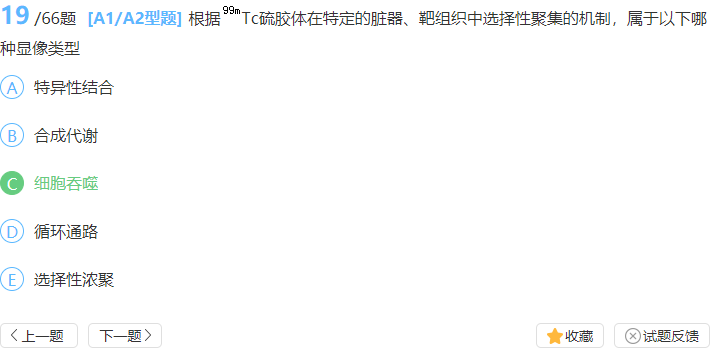 19 /66题 [A1/A2型题] 根据99mTc硫胶体在特定的脏器、靶组织中选择性聚集的机制，属于以下哪
种显像类型
A 特异性结合
B 合成代谢
C 细胞吞噬
D 循环通路
E 选择性浓聚
上一题 下一题 收藏 试题反馈